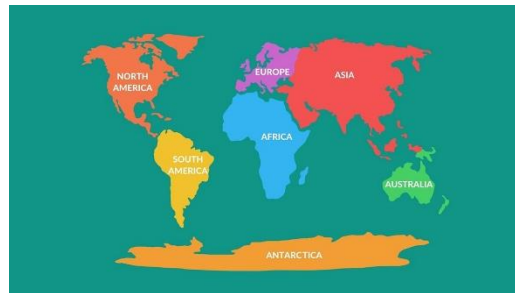 NORTH
AMERICA
EUROPE
ASIA
AFRICA
SOUTH
AMERICA
AUSTRALIA
ANTARCTICA